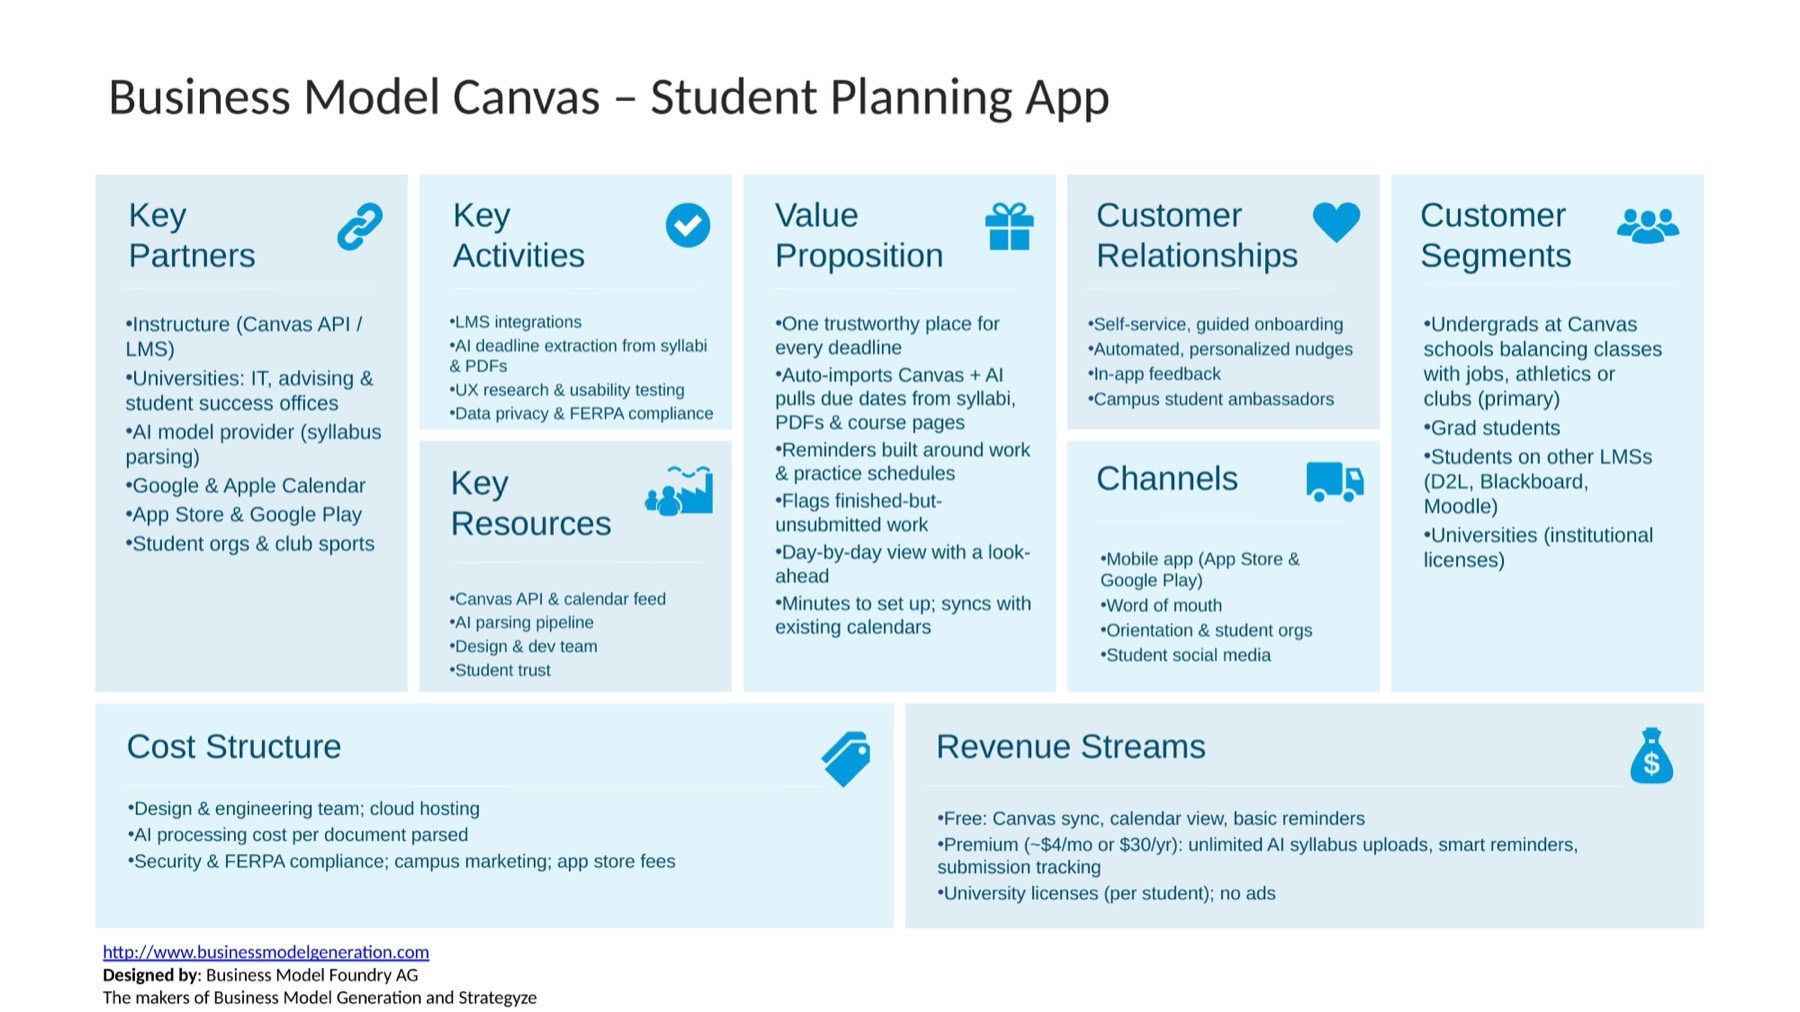 Business Model Canvas – Student Planning App
Key
Partners
•Instructure (Canvas API /
LMS)
•Universities: IT, advising &
student success offices
•AI model provider (syllabus
parsing)
•Google & Apple Calendar
•App Store & Google Play
•Student orgs & club sports
Key
Activities
•LMS integrations
•AI deadline extraction from syllabi
& PDFs
•UX research & usability testing
•Data privacy & FERPA compliance
Key
Resources
•Canvas API & calendar feed
•AI parsing pipeline
•Design & dev team
•Student trust
Value
Proposition
•One trustworthy place for
every deadline
•Auto-imports Canvas + AI
pulls due dates from syllabi,
PDFs & course pages
•Reminders built around work
& practice schedules
•Flags finished-but-
unsubmitted work
•Day-by-day view with a look-
ahead
•Minutes to set up; syncs with
existing calendars
Customer
Relationships
•Self-service, guided onboarding
•Automated, personalized nudges
•In-app feedback
•Campus student ambassadors
Channels
•Mobile app (App Store &
Google Play)
•Word of mouth
•Orientation & student orgs
•Student social media
Customer
Segments
•Undergrads at Canvas
schools balancing classes
with jobs, athletics or
clubs (primary)
•Grad students
•Students on other LMSs
(D2L, Blackboard,
Moodle)
•Universities (institutional
licenses)
Cost Structure
•Design & engineering team; cloud hosting
•AI processing cost per document parsed
•Security & FERPA compliance; campus marketing; app store fees
Revenue Streams
$
•Free: Canvas sync, calendar view, basic reminders
•Premium (~$4/mo or $30/yr): unlimited AI syllabus uploads, smart reminders,
submission tracking
•University licenses (per student); no ads
http://www.businessmodelgeneration.com
Designed by: Business Model Foundry AG
The makers of Business Model Generation and Strategyze